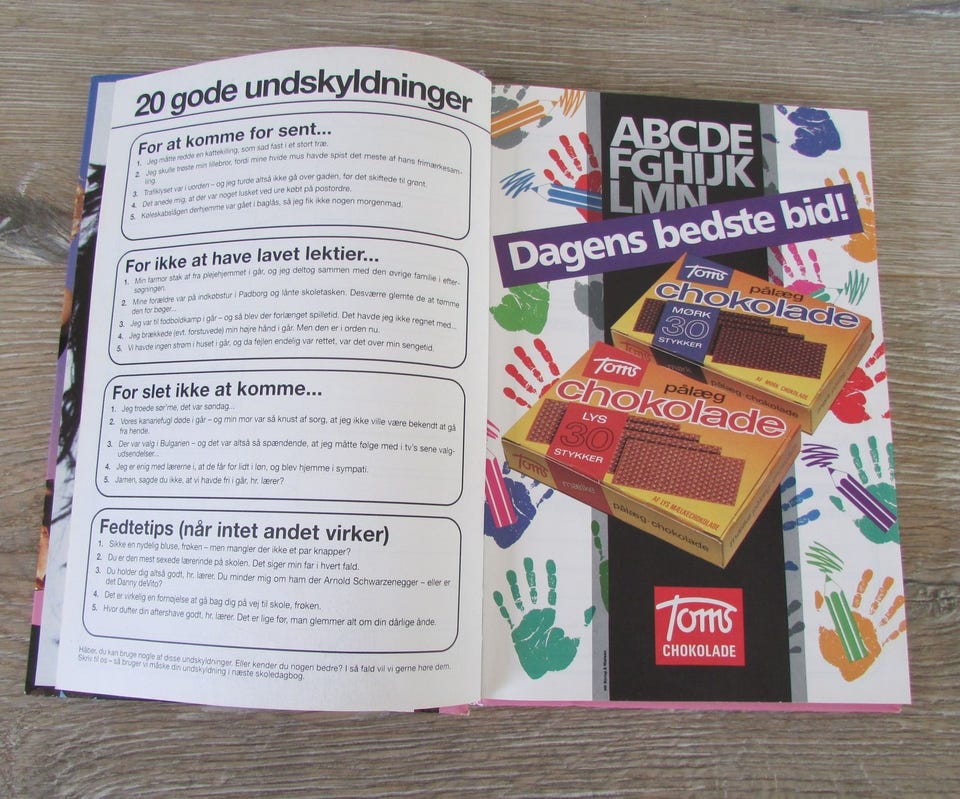 20 gode undskyldninger
For at komme for sent...
1. Jeg måtte redde en kattekilling, som sad fast i et stort træ.
2. Jeg skulle trøste min lillebror, fordi mine hvide mus havde spist det meste af hans frimærkesam-
ling.
3. Trafiklyset var i uorden – og jeg turde altså ikke gå over gaden, før det skiftede til grønt.
4. Det anede mig, at der var noget lusket ved ure købt på postordre.
5. Køleskabslågen derhjemme var gået i baglås, så jeg fik ikke nogen morgenmad.
For ikke at have lavet lektier...
1. Min farmor stak af fra plejehjemmet i går, og jeg deltog sammen med den øvrige familie i efter-
søgningen.
2. Mine forældre var på indkøbstur i Padborg og lånte skoletasken. Desværre glemte de at tømme
den for bøger...
3. Jeg var til fodboldkamp i går – og så blev der forlænget spilletid. Det havde jeg ikke regnet med...
4. Jeg brækkede (evt. forstuvede) min højre hånd i går. Men den er i orden nu.
5. Vi havde ingen strøm i huset i går, og da fejlen endelig var rettet, var det over min sengetid.
For slet ikke at komme...
1. Jeg troede sør'me, det var søndag...
2. Vores kanariefugl døde i går – og min mor var så knust af sorg, at jeg ikke ville være bekendt at gå
fra hende.
3. Der var valg i Bulgarien – og det var altså så spændende, at jeg måtte følge med i tv's sene valg-
udsendelser...
4. Jeg er enig med lærerne i, at de får for lidt i løn, og blev hjemme i sympati.
5. Jamen, sagde du ikke, at vi havde fri i går, hr. lærer?
Fedtetips (når intet andet virker)
1. Sikke en nydelig bluse, frøken – men mangler der ikke et par knapper?
2. Du er den mest sexede lærerinde på skolen. Det siger min far i hvert fald.
3. Du holder dig altså godt, hr. lærer. Du minder mig om ham der Arnold Schwarzenegger – eller er
det Danny deVito?
4. Det er virkelig en fornøjelse at gå bag dig på vej til skole, frøken.
5. Hvor dufter din aftershave godt, hr. lærer. Det er lige før, man glemmer alt om din dårlige ånde.
Håber, du kan bruge nogle af disse undskyldninger. Eller kender du nogen bedre? I så fald vil vi gerne høre dem.
Skriv til os – så bruger vi måske din undskyldning i næste skoledagbog.
ABCDE
FGHIJK
LMN
Dagens bedste bid!
Toms
pålæg
chokolade
MØRK
30
STYKKER
AF MØRK CHOKOLADE
mørk
pålæg-chokolade
Toms
pålæg
chokolade
LYS
30
STYKKER
AF LYS MÆLKECHOKOLADE
Toms
mælke
pålæg-chokolade
Toms
CHOKOLADE